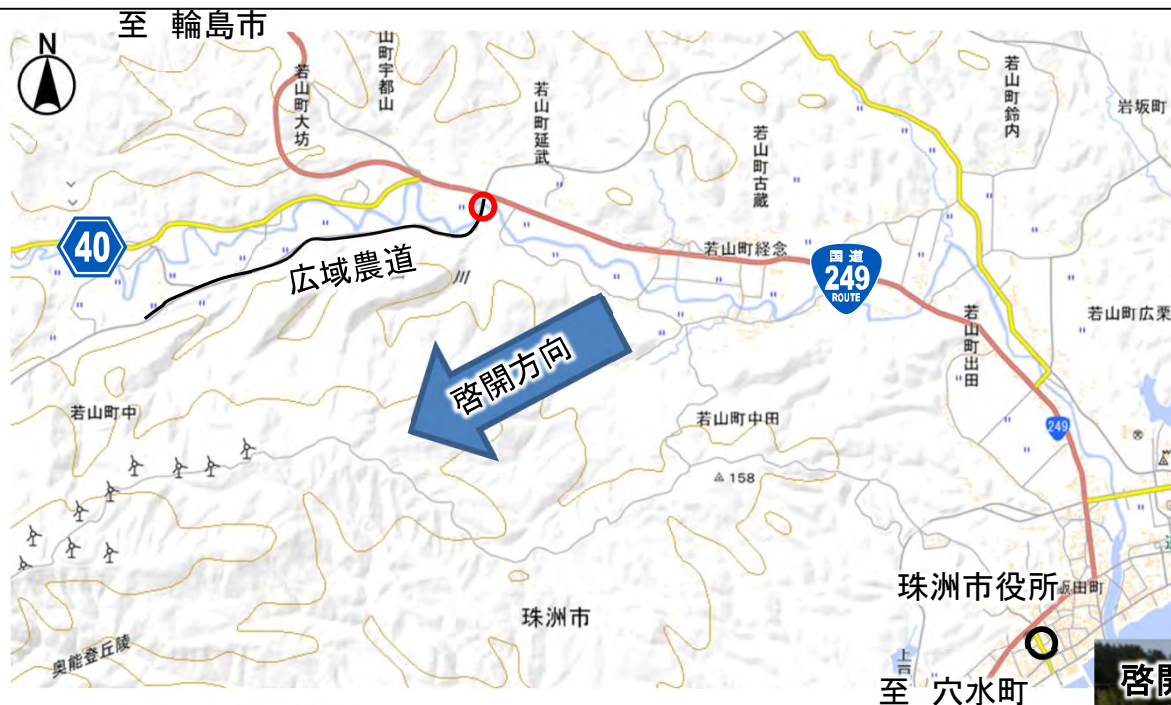 至 輪島市
N
若山町大坊
山町宇都山
若山町延武
若山町古蔵
若山町鈴内
岩坂町
40
広域農道
若山町経念
国道
249
ROUTE
若山町出田
若山町広栗
啓開方向
若山町中
若山町中田
249
158
珠洲市
珠洲市役所
飯田町
奥能登丘陵
上戸
至 穴水町
啓開